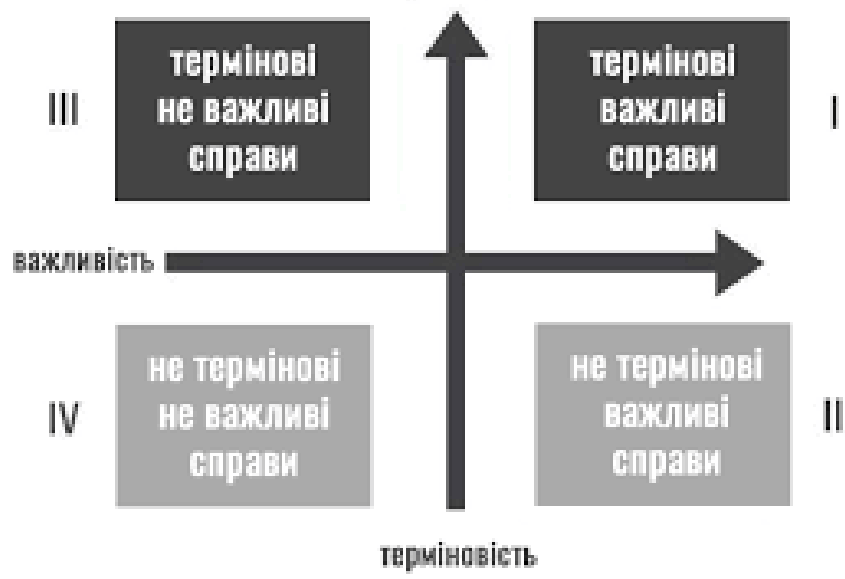 термінові
не важливі
справи
III
термінові
важливі
справи
I
важливість
не термінові
не важливі
справи
IV
не термінові
важливі
справи
II
терміновість